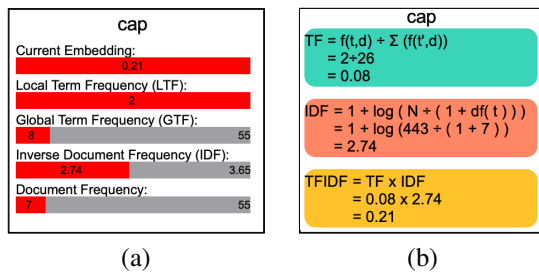 cap
Current Embedding:
0.21
Local Term Frequency (LTF):
2
Global Term Frequency (GTF):
8 55
Inverse Document Frequency (IDF):
2.74 3.65
Document Frequency:
7 55
(a)
cap
TF = f(t,d) ÷ Σ (f(t',d))
= 2÷26
= 0.08
IDF = 1 + log ( N ÷ ( 1 + df( t ) ) )
= 1 + log (443 ÷ ( 1 + 7 ) )
= 2.74
TFIDF = TF x IDF
= 0.08 x 2.74
= 0.21
(b)